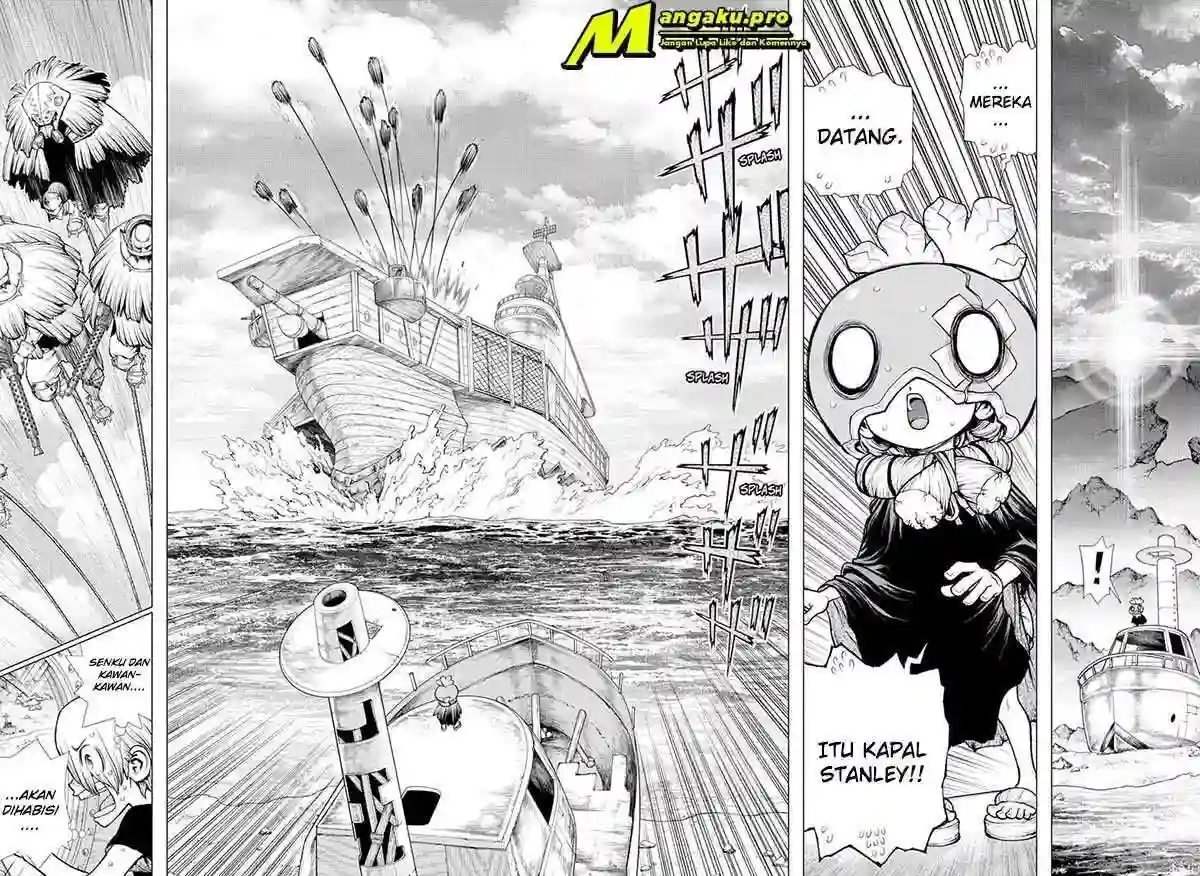 Mangaku.pro
Jangan Lupa Like dan Komennya
!
...
MEREKA
...
...
DATANG.
ITU KAPAL
STANLEY!!
SPLASH
SPLASH
SPLASH
SENKU DAN
KAWAN-
KAWAN....
...AKAN
DIHABISI
....